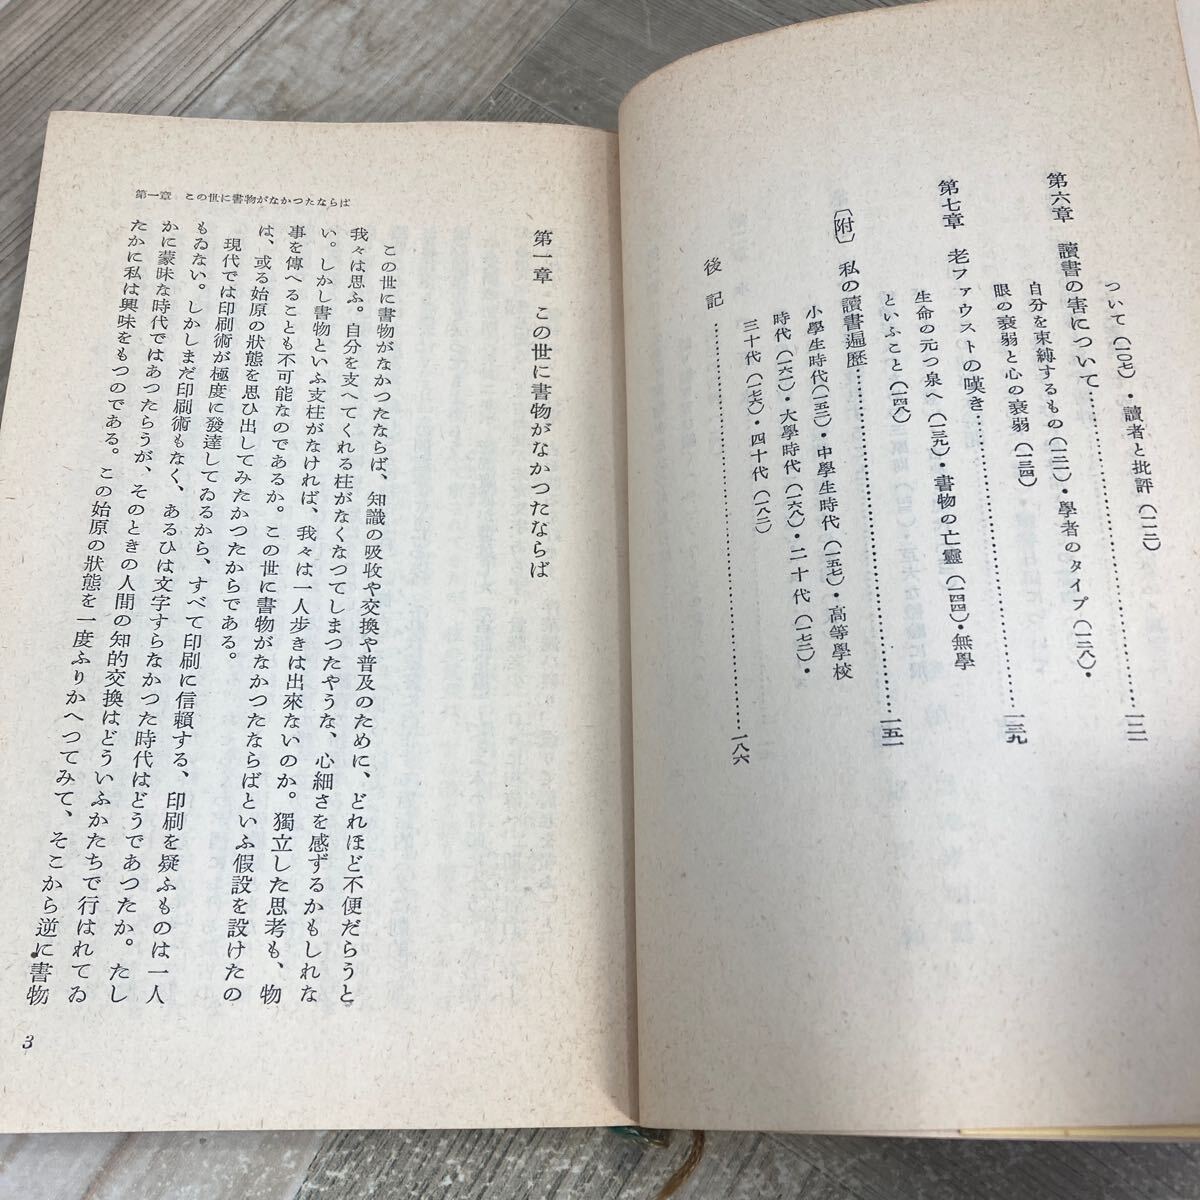 ついて(一〇七)・讀者と批評(一一二)
第六章 讀書の害について……………一二一
自分を束縛するもの(一二一)・學者のタイプ(一二八)・
眼の衰弱と心の衰弱(一三四)
第七章 老ファウストの嘆き……………一三九
生命の元つ泉へ(一三九)・書物の亡靈(一四四)・無學
といふこと(一四八)
〔附〕 私の讀書遍歴……………一五一
小學生時代(一五二)・中學生時代(一五七)・高等學校
時代(一六一)・大學時代(一六八)・二十代(一七二)・
三十代(一七六)・四十代(一八二)
後記……………一八六
第一章 この世に書物がなかつたならば
第一章 この世に書物がなかつたならば
この世に書物がなかつたならば、知識の吸收や交換や普及のために、どれほど不便だらうと
我々は思ふ。自分を支へてくれる柱がなくなつてしまつたやうな、心細さを感ずるかもしれな
い。しかし書物といふ支柱がなければ、我々は一人歩きは出來ないのか。獨立した思考も、物
事を傳へることも不可能なのであるか。この世に書物がなかつたならばといふ假設を設けたの
は、或る始原の狀態を思ひ出してみたかつたからである。
現代では印刷術が極度に發達してゐるから、すべて印刷に信賴する、印刷を疑ふものは一人
もゐない。しかしまだ印刷術もなく、あるひは文字すらなかつた時代はどうであつたか。たし
かに蒙昧な時代ではあつたらうが、そのときの人間の知的交換はどういふかたちで行はれてゐ
たかに私は興味をもつのである。この始原の狀態を一度ふりかへつてみて、そこから逆に書物
3